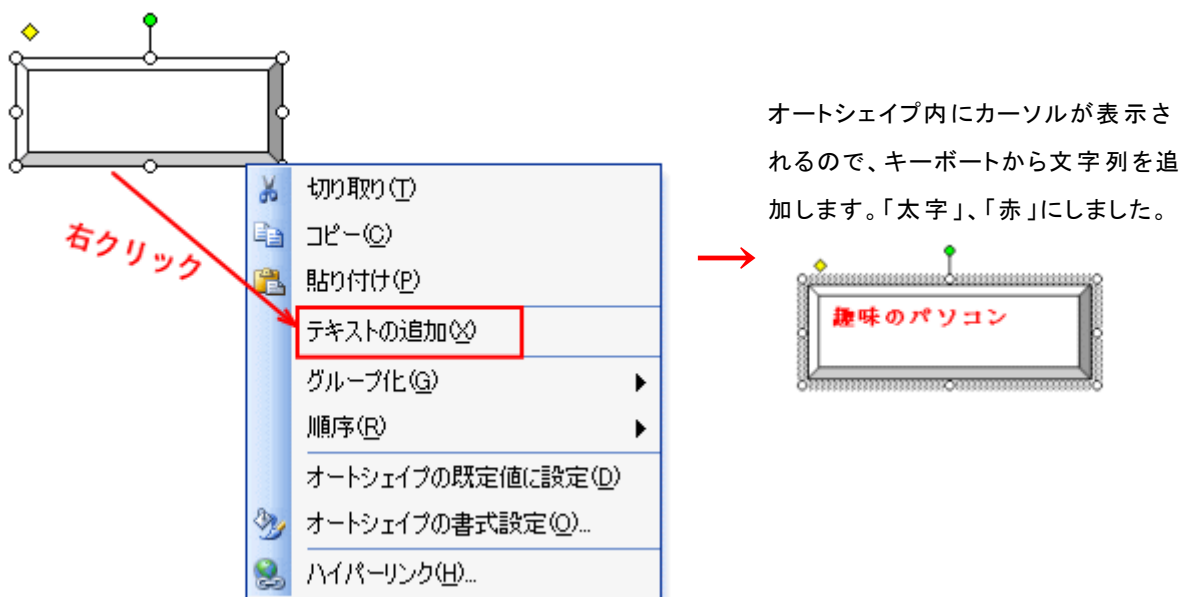 右クリック
切り取り(T)
コピー(C)
貼り付け(P)
テキストの追加(X)
グループ化(G)
順序(R)
オートシェイプの既定値に設定(D)
オートシェイプの書式設定(O)...
ハイパーリンク(H)...
オートシェイプ内にカーソルが表示さ
れるので、キーボートから文字列を追
加します。「太字」、「赤」にしました。
趣味のパソコン